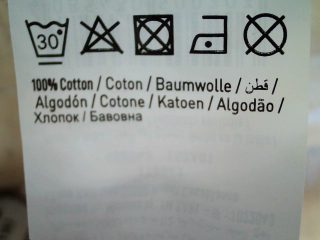 30
100% Cotton / Coton / Baumwolle / قطن /
Algodón / Cotone / Katoen / Algodão /
Хлопок / Бавовна